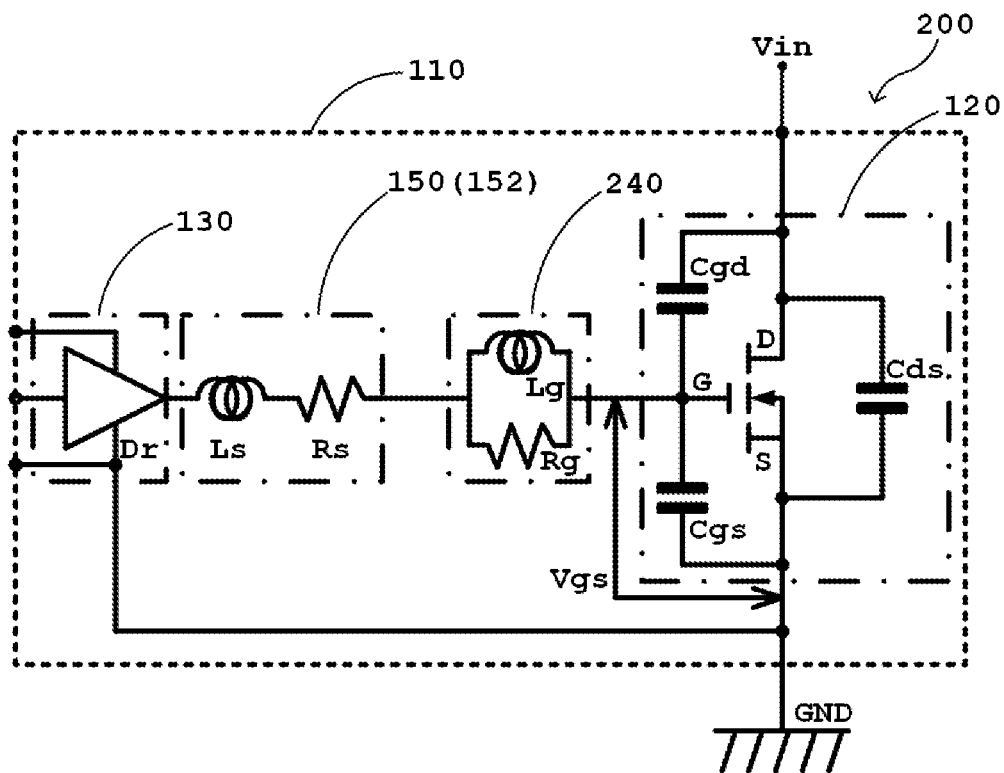 200
Vin
110
120
150(152)
240
130
Cgd
D
Lg
G
Cds
Dr
Ls
Rs
Rg
S
Cgs
Vgs
GND